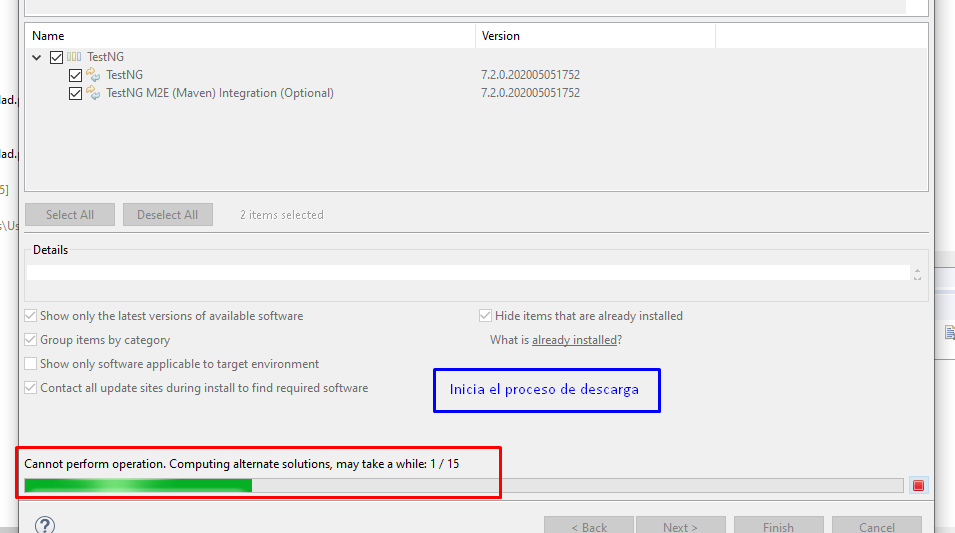 Name Version
TestNG
TestNG 7.2.0.202005051752
TestNG M2E (Maven) Integration (Optional) 7.2.0.202005051752
lad.p
lad.p
5]
s\Us
Select All Deselect All 2 items selected
Details
Show only the latest versions of available software Hide items that are already installed
Group items by category What is already installed?
Show only software applicable to target environment
Contact all update sites during install to find required software
Inicia el proceso de descarga
Cannot perform operation. Computing alternate solutions, may take a while: 1 / 15
? < Back Next > Finish Cancel